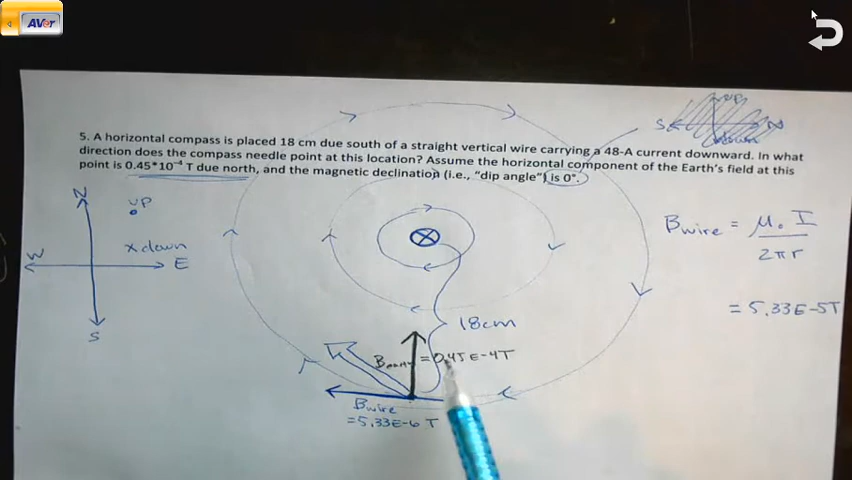 AVer
5. A horizontal compass is placed 18 cm due south of a straight vertical wire carrying a 48-A current downward. In what
direction does the compass needle point at this location? Assume the horizontal component of the Earth's field at this
point is 0.45*10⁻⁴ T due north, and the magnetic declination (i.e., "dip angle") is 0°.
S
UP
down
N
UP
x down
W
E
S
18cm
= 0.45E-4T
Bwire
=5.33E-6 T
Bwire = μ₀ I
2πr
= 5.33E-5T